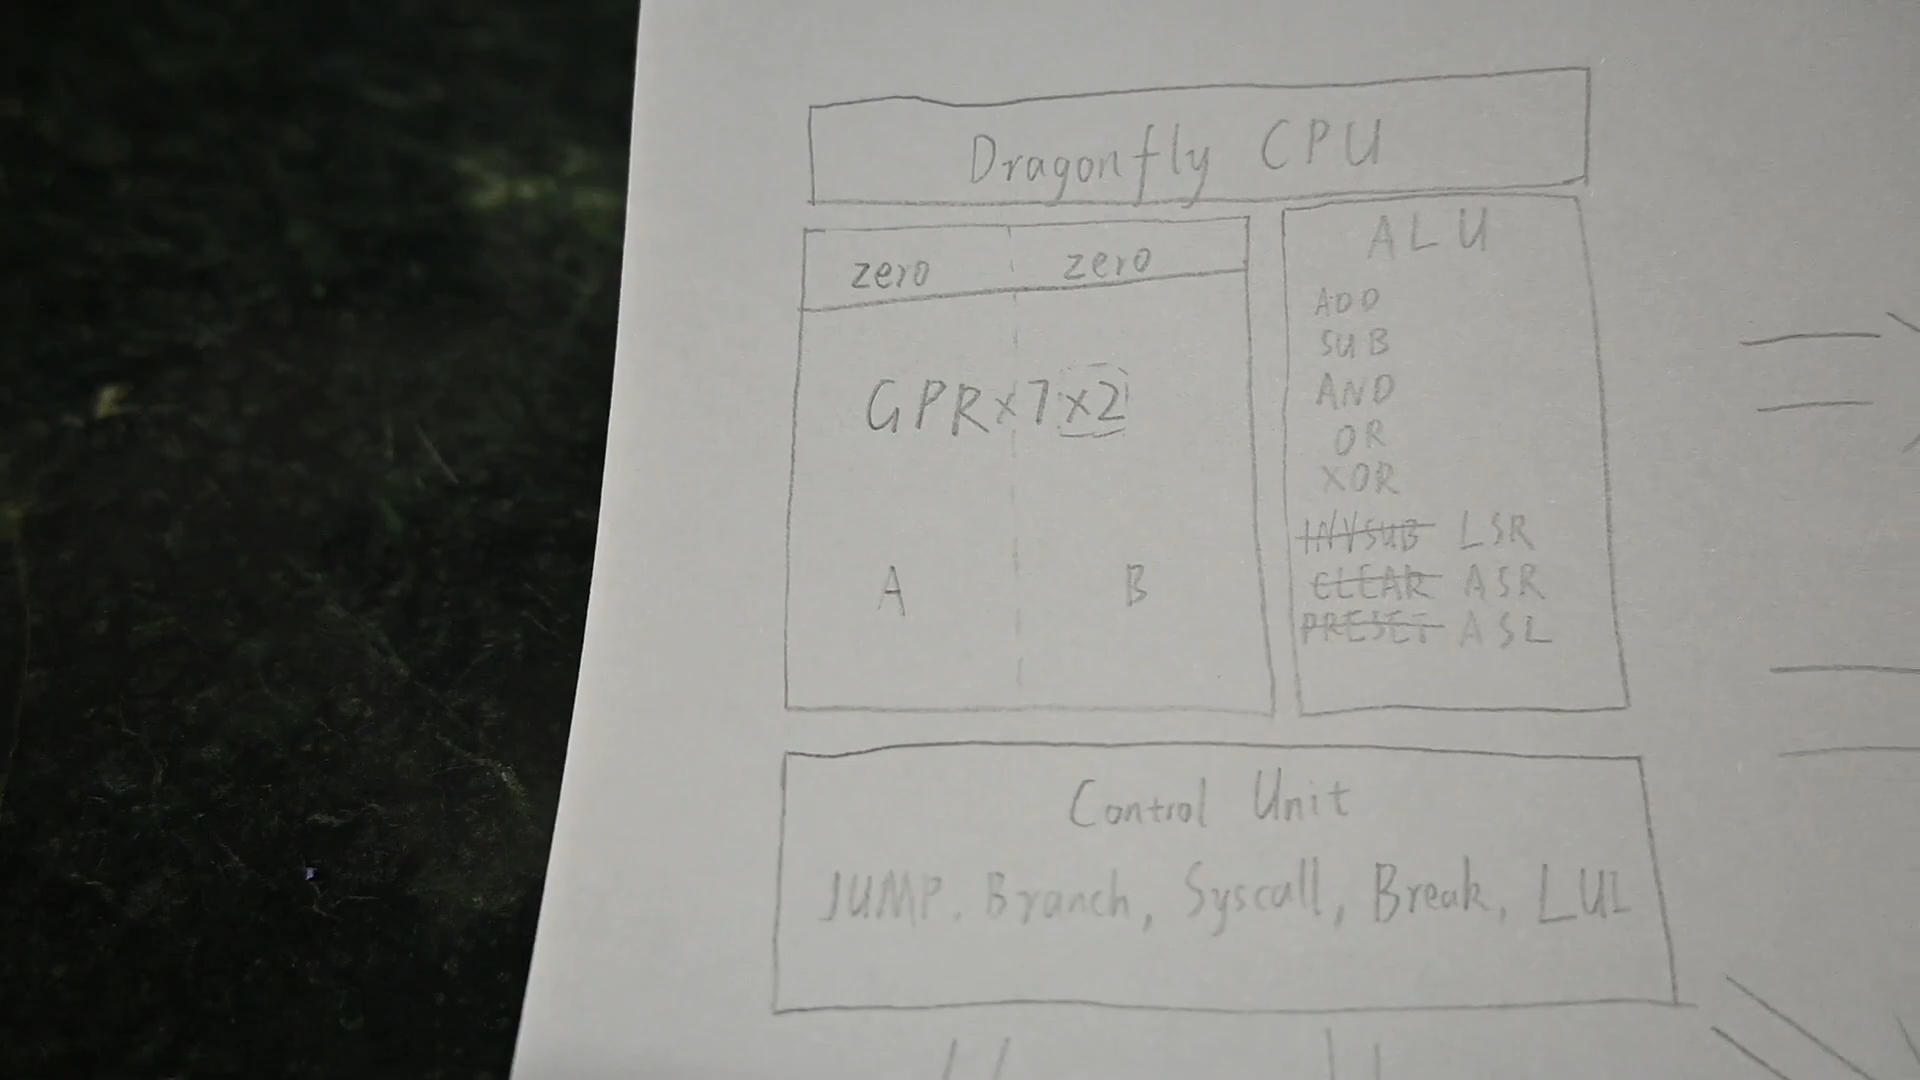 Dragonfly CPU
zero zero
GPR×7×2
A B
ALU
ADD
SUB
AND
OR
XOR
INVSUB LSR
CLEAR ASR
PRESET ASL
Control Unit
JUMP. Branch, Syscall, Break, LUI